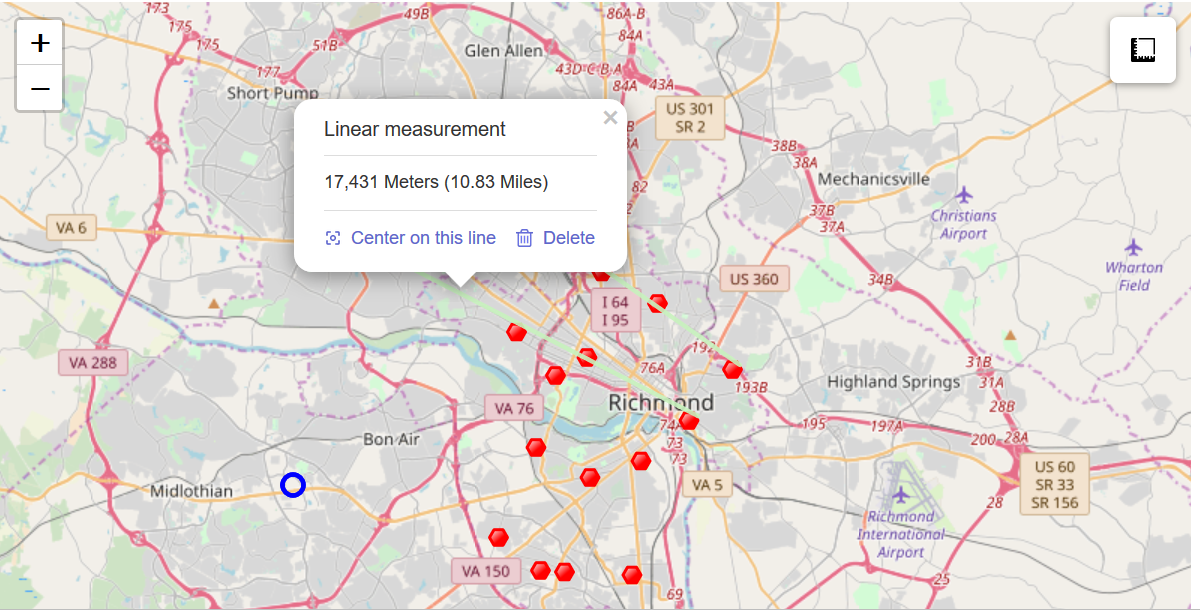 173
175
175
177
51B
49B
Glen Allen
Short Pump
86A-B
84A
43D-C-B-A
84A
43A
US 301
SR 2
+
−
×
Linear measurement
17,431 Meters (10.83 Miles)
Center on this line
Delete
82
38B
38A
Mechanicsville
37B
37A
Christians
Airport
Wharton
Field
VA 6
US 360
34B
I 64
I 95
VA 288
192
76A
193B
31B
31A
Highland Springs
28B
VA 76
Richmond
74A
73
73
195
197A
200
28A
Bon Air
Midlothian
VA 5
US 60
SR 33
SR 156
28
Richmond
International
Airport
VA 150
25
69